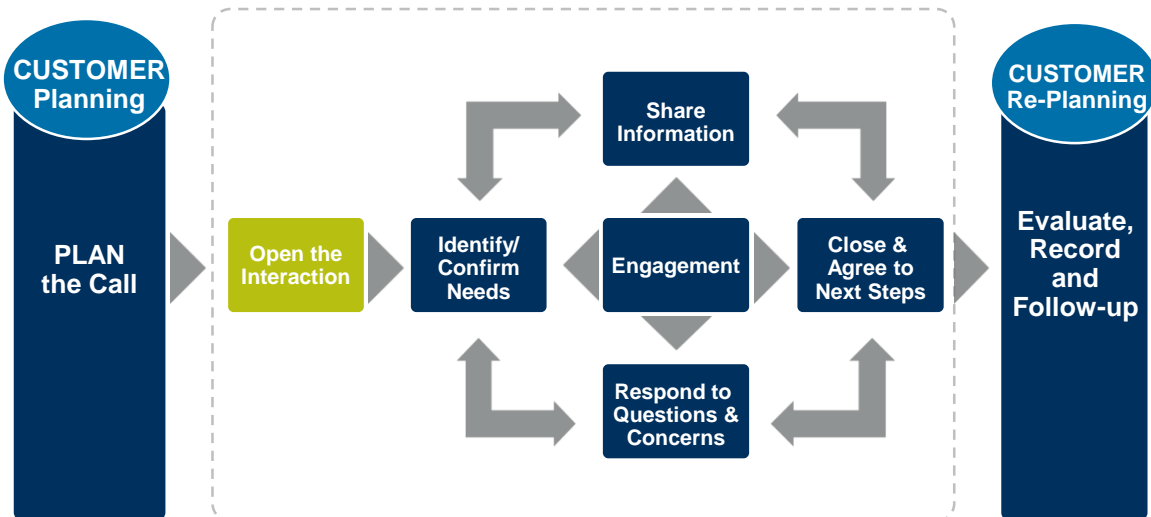 CUSTOMER
Planning
PLAN
the Call
Open the
Interaction
Identify/
Confirm
Needs
Share
Information
Engagement
Respond to
Questions &
Concerns
Close &
Agree to
Next Steps
CUSTOMER
Re-Planning
Evaluate,
Record
and
Follow-up